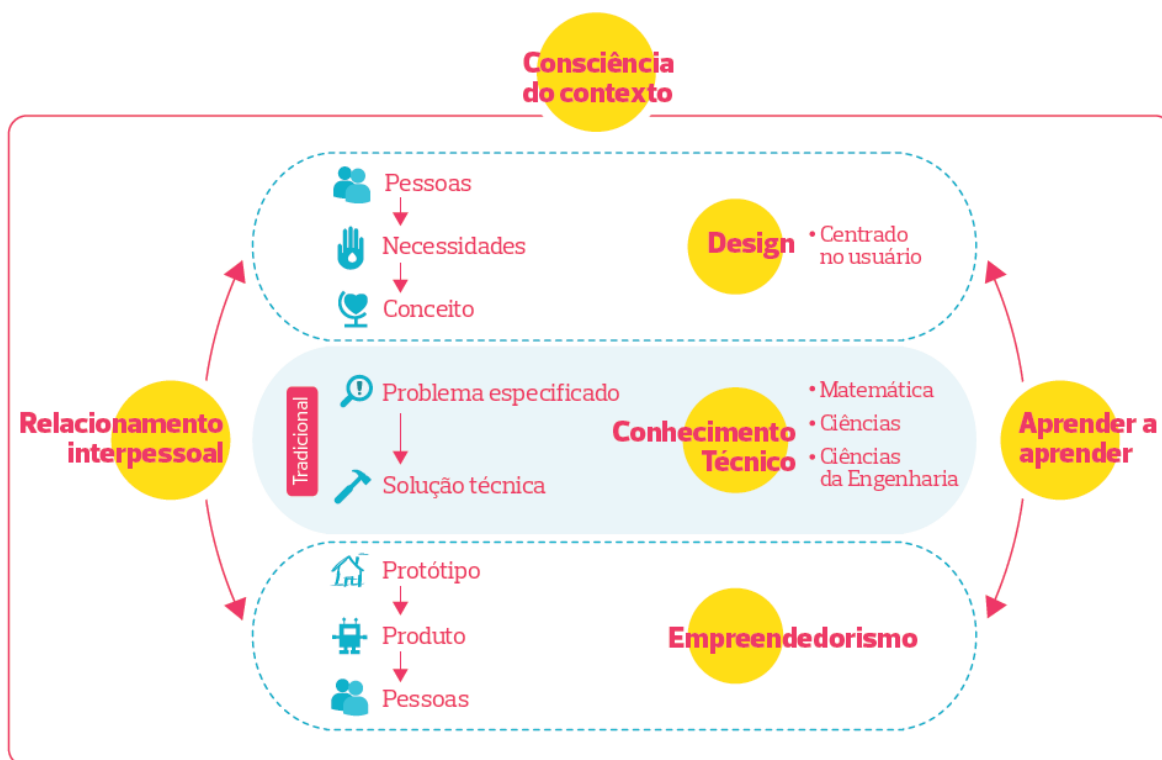 Consciência
do contexto
Pessoas
Necessidades
Conceito
Design
• Centrado
no usuário
Relacionamento
interpessoal
Tradicional
Problema especificado
Solução técnica
Conhecimento
Técnico
• Matemática
• Ciências
• Ciências
da Engenharia
Aprender a
aprender
Protótipo
Produto
Pessoas
Empreendedorismo